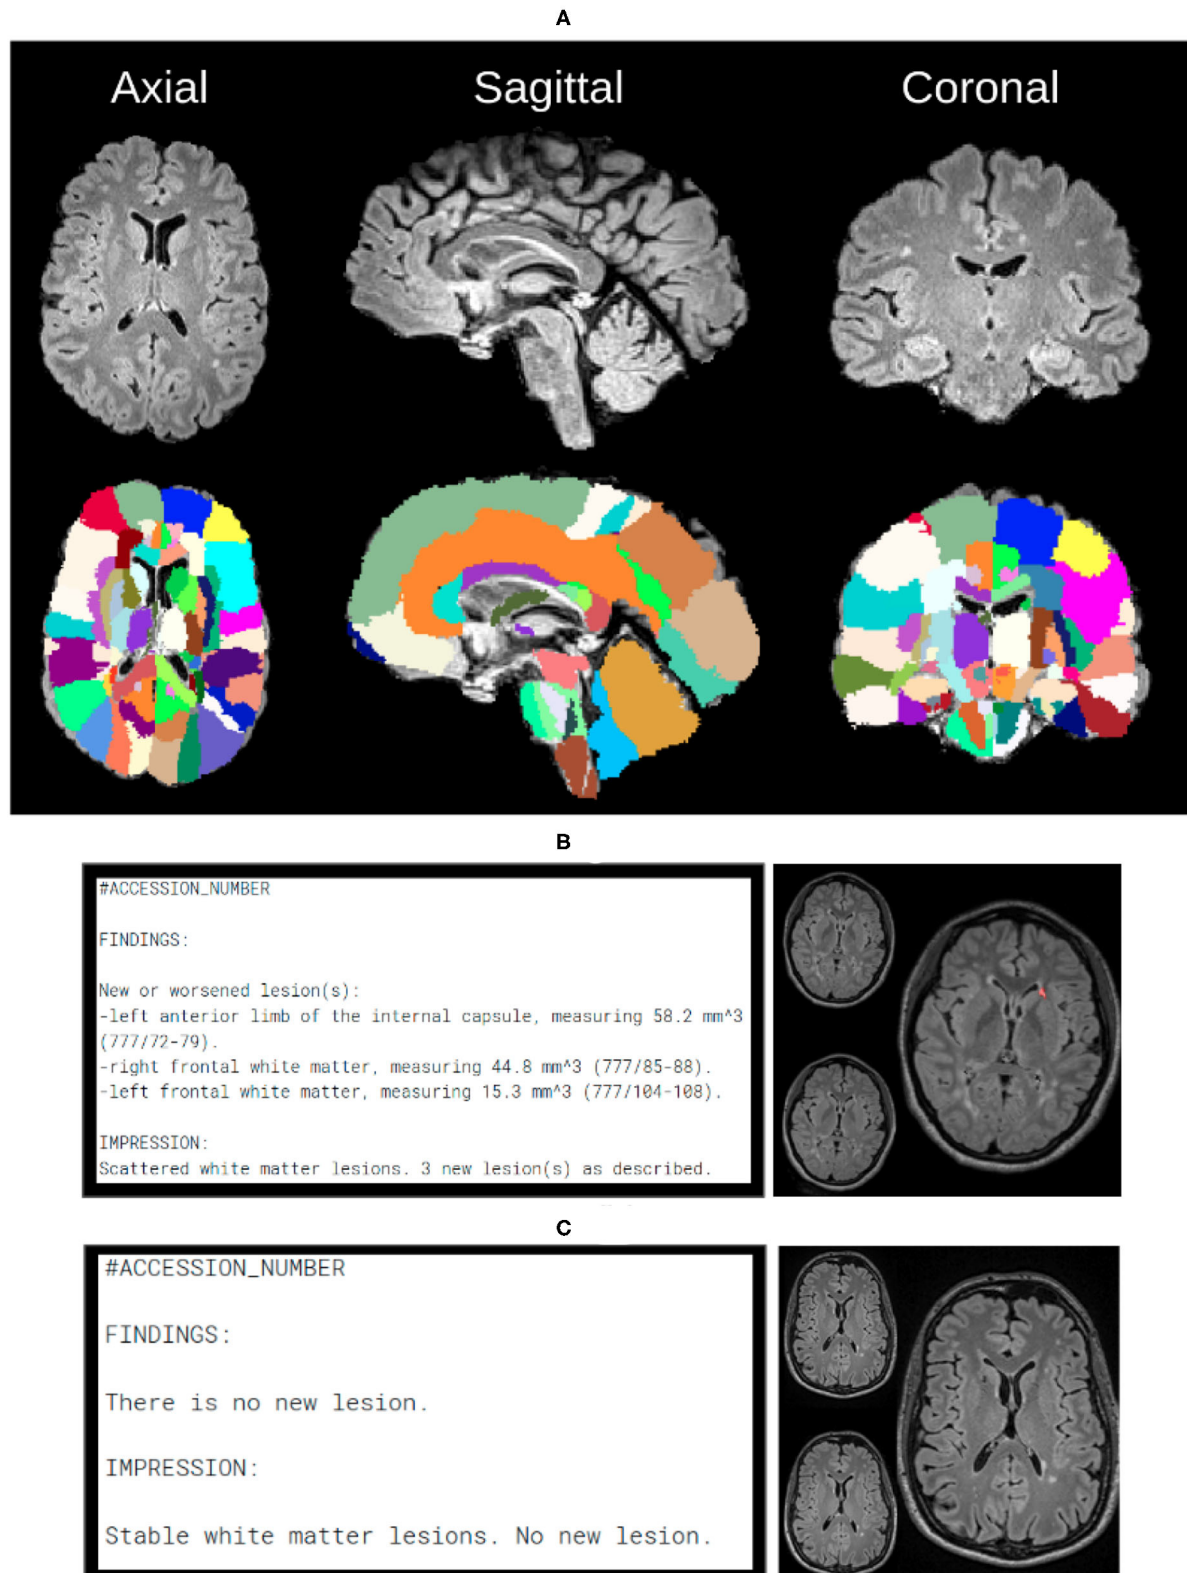 A
Axial Sagittal Coronal
B
#ACCESSION_NUMBER
FINDINGS:
New or worsened lesion(s):
-left anterior limb of the internal capsule, measuring 58.2 mm^3
(777/72-79).
-right frontal white matter, measuring 44.8 mm^3 (777/85-88).
-left frontal white matter, measuring 15.3 mm^3 (777/104-108).
IMPRESSION:
Scattered white matter lesions. 3 new lesion(s) as described.
C
#ACCESSION_NUMBER
FINDINGS:
There is no new lesion.
IMPRESSION:
Stable white matter lesions. No new lesion.